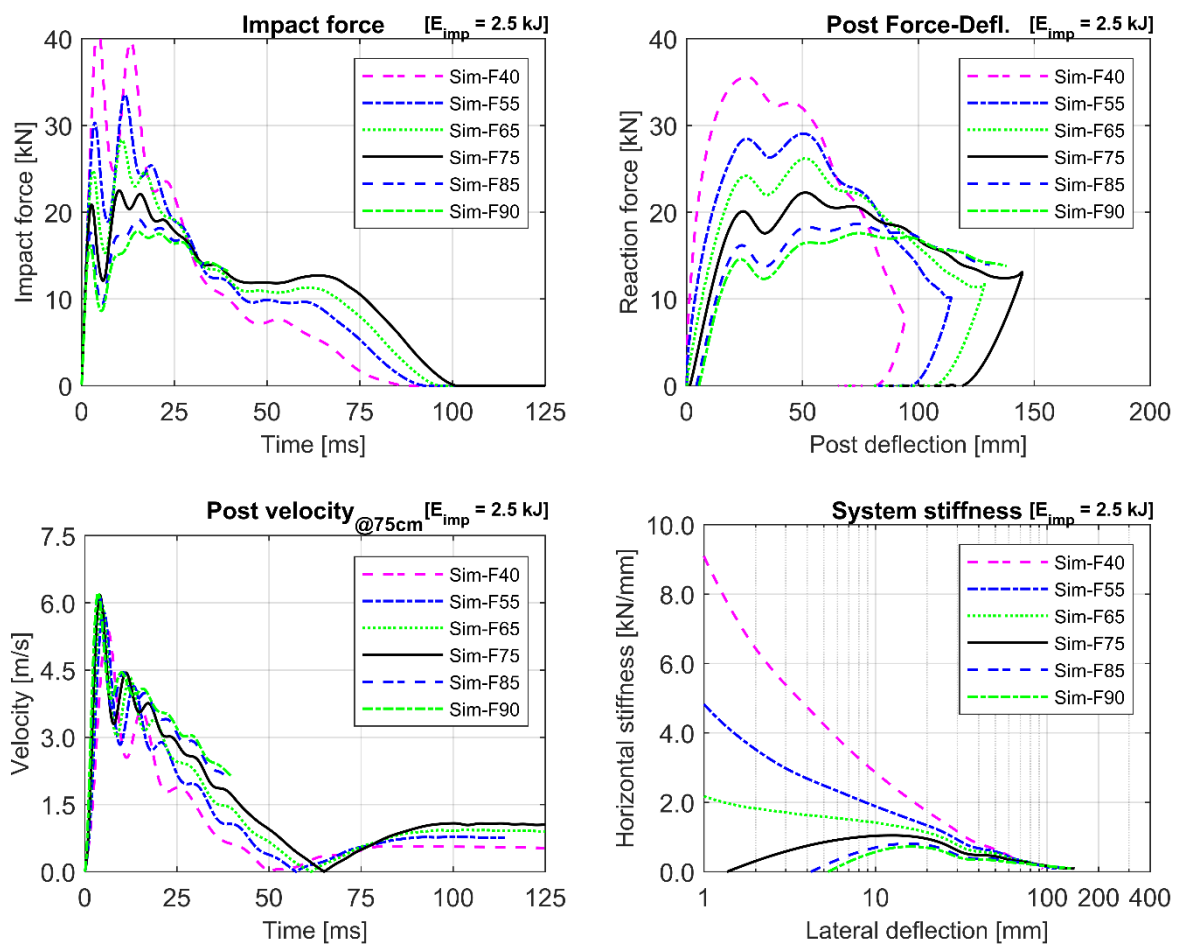 Impact force [E_imp = 2.5 kJ]
40
30
20
10
0
Impact force [kN]
Sim-F40
Sim-F55
Sim-F65
Sim-F75
Sim-F85
Sim-F90
0 25 50 75 100 125
Time [ms]
Post Force-Defl. [E_imp = 2.5 kJ]
40
30
20
10
0
Reaction force [kN]
Sim-F40
Sim-F55
Sim-F65
Sim-F75
Sim-F85
Sim-F90
0 50 100 150 200
Post deflection [mm]
Post velocity_@75cm [E_imp = 2.5 kJ]
7.5
6.0
4.5
3.0
1.5
0.0
Velocity [m/s]
Sim-F40
Sim-F55
Sim-F65
Sim-F75
Sim-F85
Sim-F90
0 25 50 75 100 125
Time [ms]
System stiffness [E_imp = 2.5 kJ]
10.0
8.0
6.0
4.0
2.0
0.0
Horizontal stiffness [kN/mm]
Sim-F40
Sim-F55
Sim-F65
Sim-F75
Sim-F85
Sim-F90
1 10 100 200 400
Lateral deflection [mm]